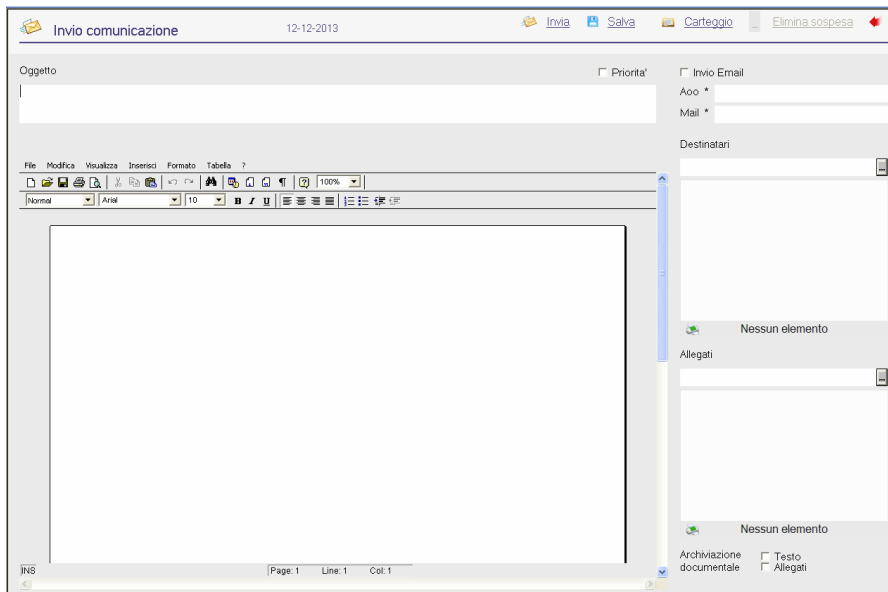 Invio comunicazione 12-12-2013 Invia Salva Carteggio ... Elimina sospesa
Oggetto Priorita' Invio Email
Aoo *
Mail *
Destinatari
...
File Modifica Visualizza Inserisci Formato Tabella ?
100%
Normal Arial 10 B I U
Nessun elemento
Allegati
...
Nessun elemento
Archiviazione documentale
Testo
Allegati
INS Page: 1 Line: 1 Col: 1